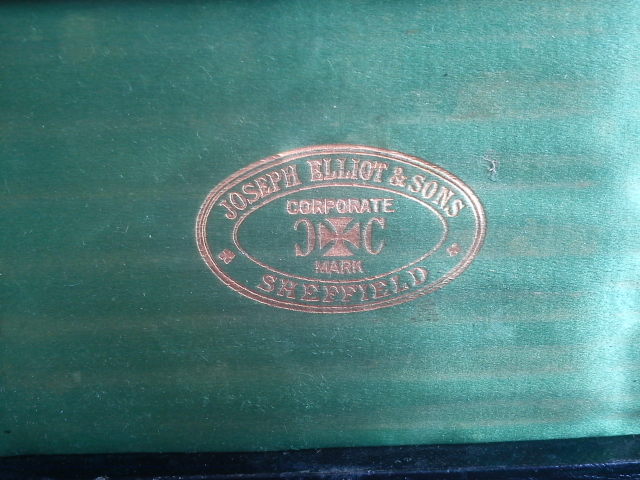 JOSEPH ELLIOT & SONS
CORPORATE
Ɔ✠C
MARK
SHEFFIELD